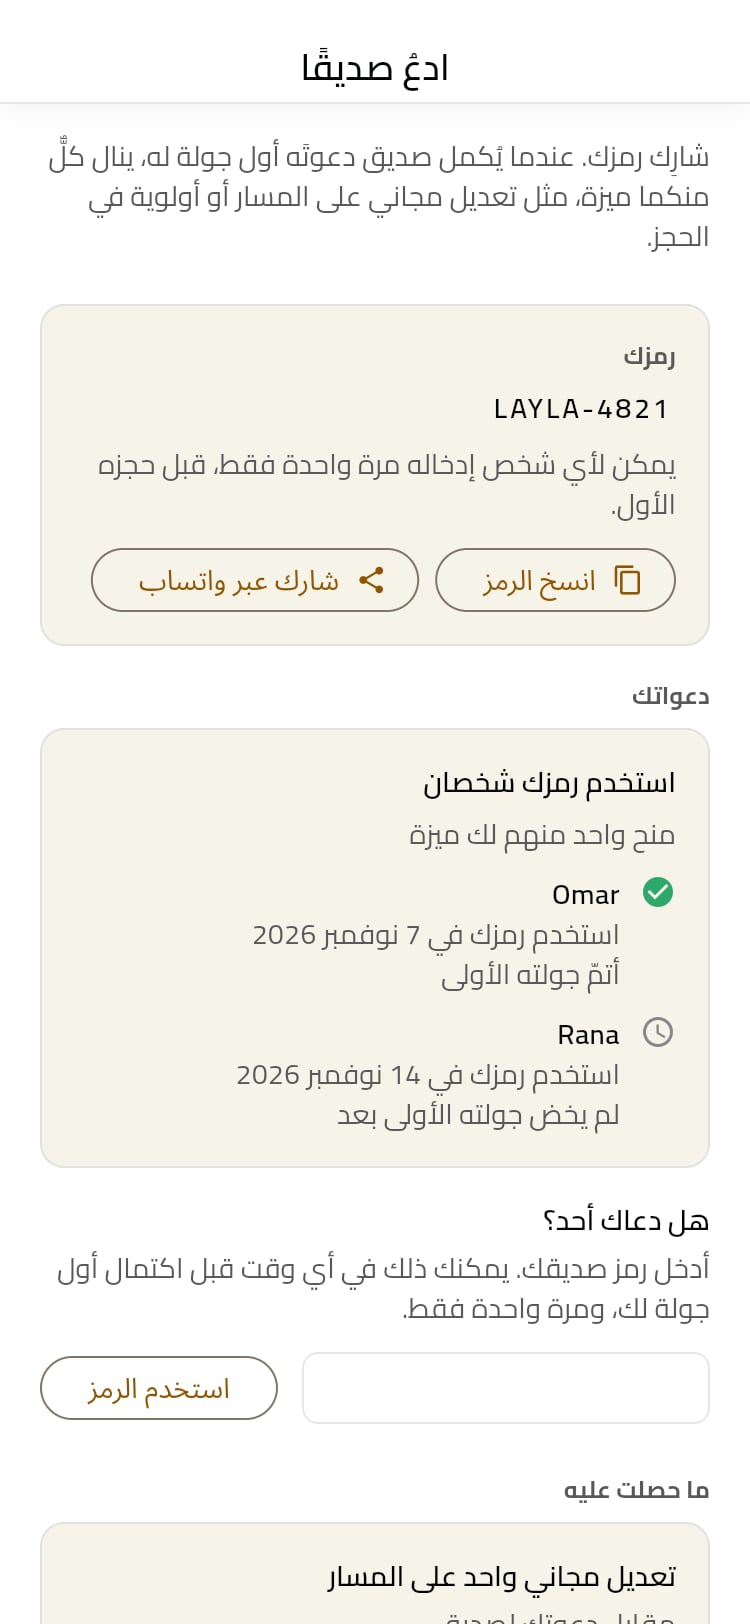 ادعُ صديقًا
شارِك رمزك. عندما يُكمل صديق دعوتَه أول جولة له، ينال كلٌّ
منكما ميزة، مثل تعديل مجاني على المسار أو أولوية في
الحجز.
رمزك
LAYLA-4821
يمكن لأي شخص إدخاله مرة واحدة فقط، قبل حجزه
الأول.
انسخ الرمز
شارك عبر واتساب
دعواتك
استخدم رمزك شخصان
منح واحد منهم لك ميزة
Omar
استخدم رمزك في 7 نوفمبر 2026
أتمّ جولته الأولى
Rana
استخدم رمزك في 14 نوفمبر 2026
لم يخض جولته الأولى بعد
هل دعاك أحد؟
أدخل رمز صديقك. يمكنك ذلك في أي وقت قبل اكتمال أول
جولة لك، ومرة واحدة فقط.
استخدم الرمز
ما حصلت عليه
تعديل مجاني واحد على المسار